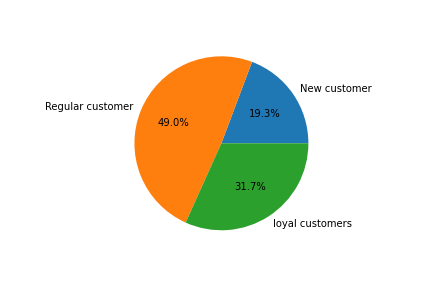 New customer
19.3%
Regular customer
49.0%
31.7%
loyal customers